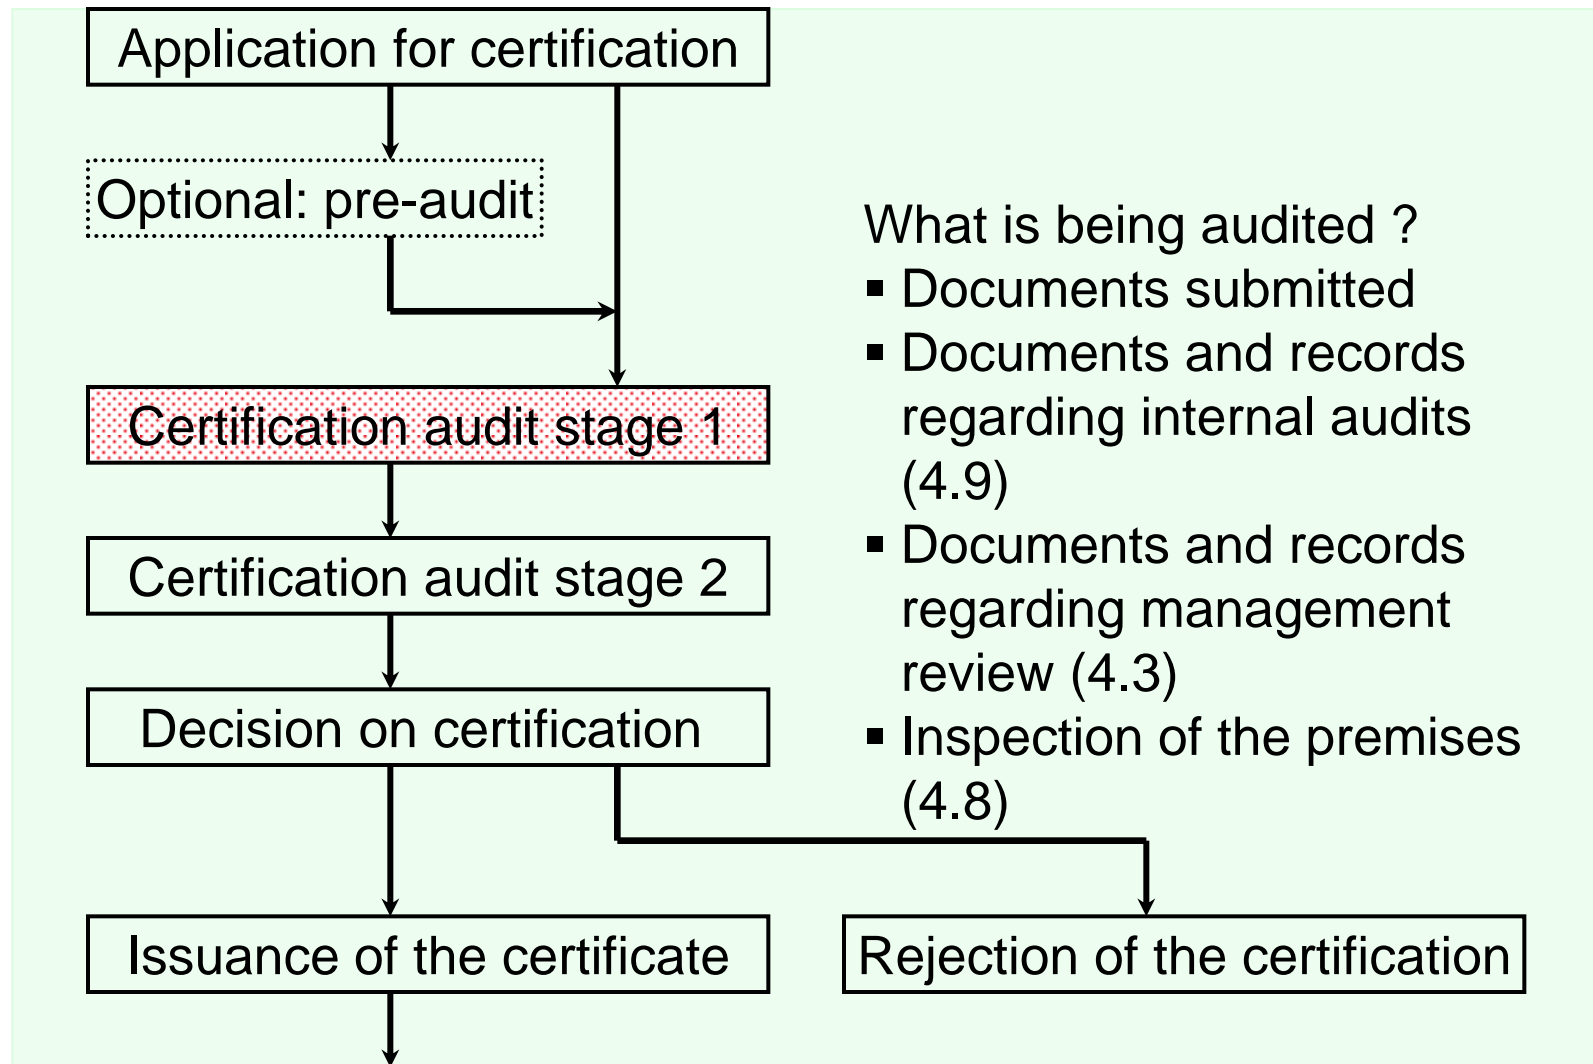 Application for certification
Optional: pre-audit
Certification audit stage 1
Certification audit stage 2
Decision on certification
Issuance of the certificate
What is being audited ?
▪ Documents submitted
▪ Documents and records
regarding internal audits
(4.9)
▪ Documents and records
regarding management
review (4.3)
▪ Inspection of the premises
(4.8)
Rejection of the certification